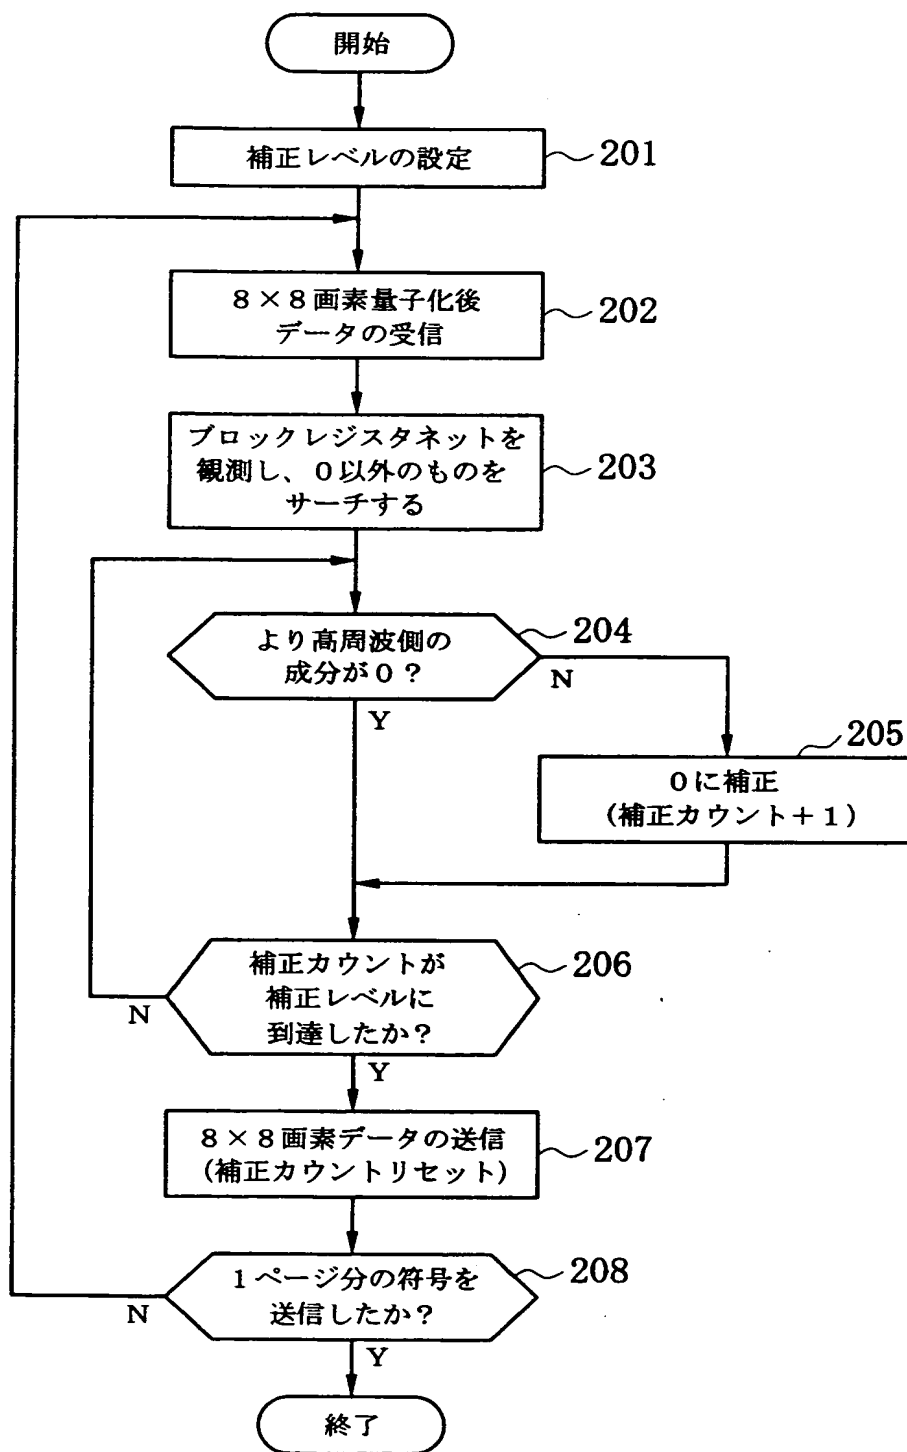 開始
補正レベルの設定
201
8×8画素量子化後
データの受信
202
ブロックレジスタネットを
観測し、0以外のものを
サーチする
203
より高周波側の
成分が0?
204
N
Y
205
0に補正
(補正カウント+1)
補正カウントが
補正レベルに
到達したか?
206
N
Y
8×8画素データの送信
(補正カウントリセット)
207
1ページ分の符号を
送信したか?
208
N
Y
終了